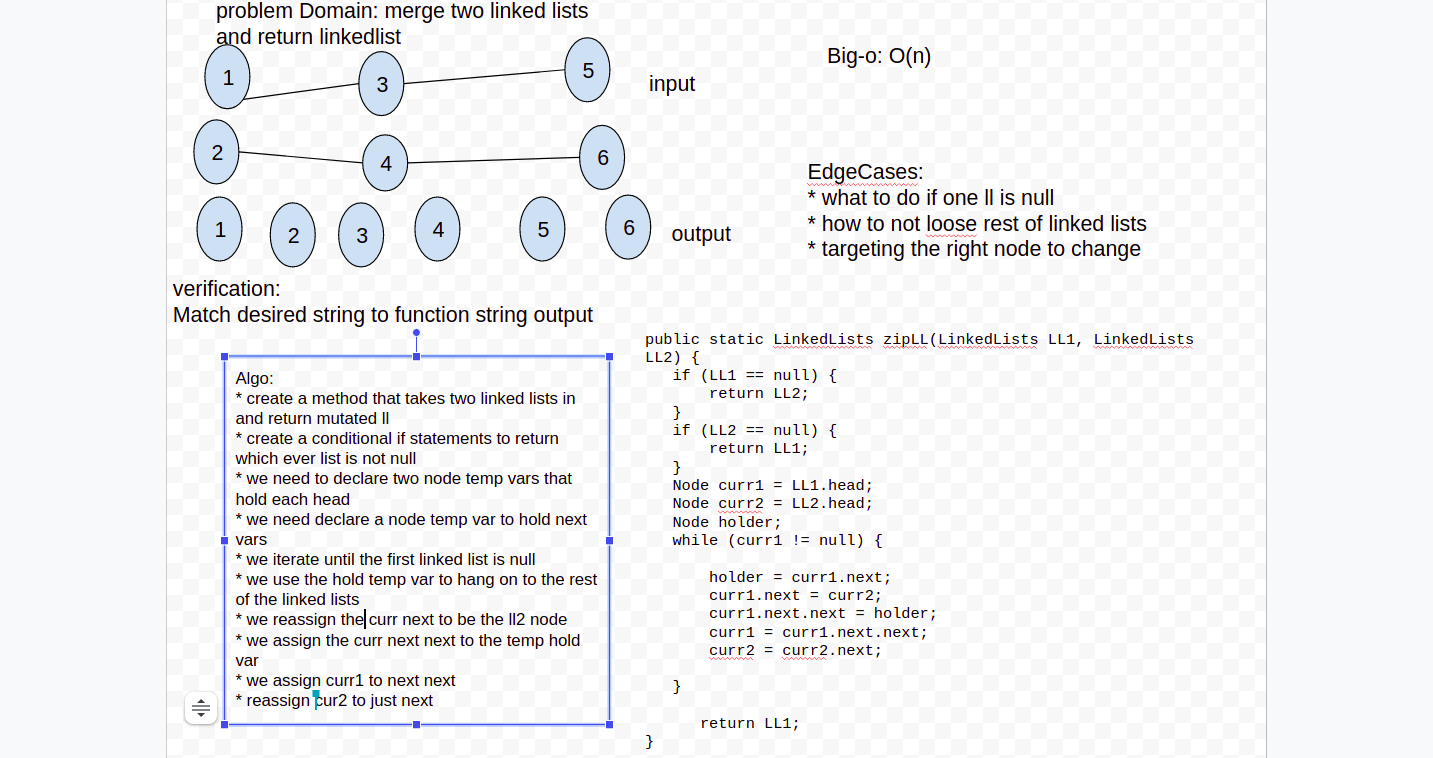 problem Domain: merge two linked lists
and return linkedlist
Big-o: O(n)
1
3
5
input
2
4
6
1
2
3
4
5
6
output
EdgeCases:
* what to do if one ll is null
* how to not loose rest of linked lists
* targeting the right node to change
verification:
Match desired string to function string output
Algo:
* create a method that takes two linked lists in
and return mutated ll
* create a conditional if statements to return
which ever list is not null
* we need to declare two node temp vars that
hold each head
* we need declare a node temp var to hold next
vars
* we iterate until the first linked list is null
* we use the hold temp var to hang on to the rest
of the linked lists
* we reassign the curr next to be the ll2 node
* we assign the curr next next to the temp hold
var
* we assign curr1 to next next
* reassign cur2 to just next
public static LinkedLists zipLL(LinkedLists LL1, LinkedLists
LL2) {
if (LL1 == null) {
return LL2;
}
if (LL2 == null) {
return LL1;
}
Node curr1 = LL1.head;
Node curr2 = LL2.head;
Node holder;
while (curr1 != null) {
holder = curr1.next;
curr1.next = curr2;
curr1.next.next = holder;
curr1 = curr1.next.next;
curr2 = curr2.next;
}
return LL1;
}